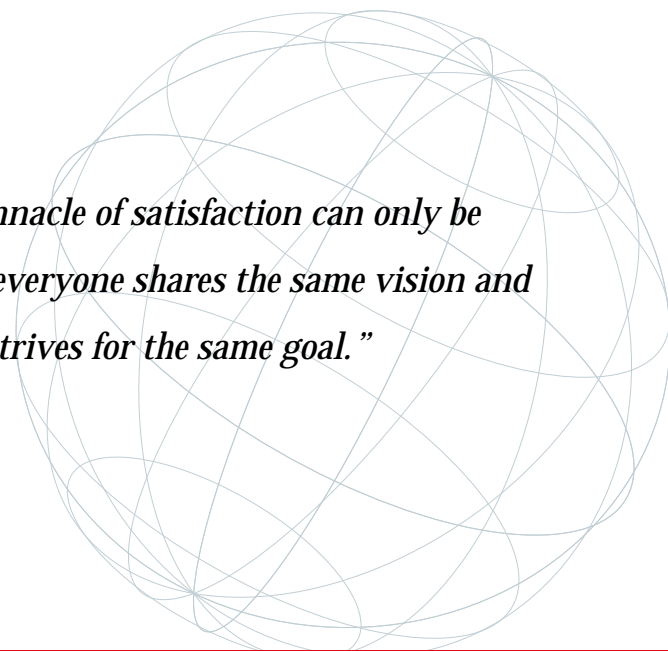 nnacle of satisfaction can only be
everyone shares the same vision and
trives for the same goal.”